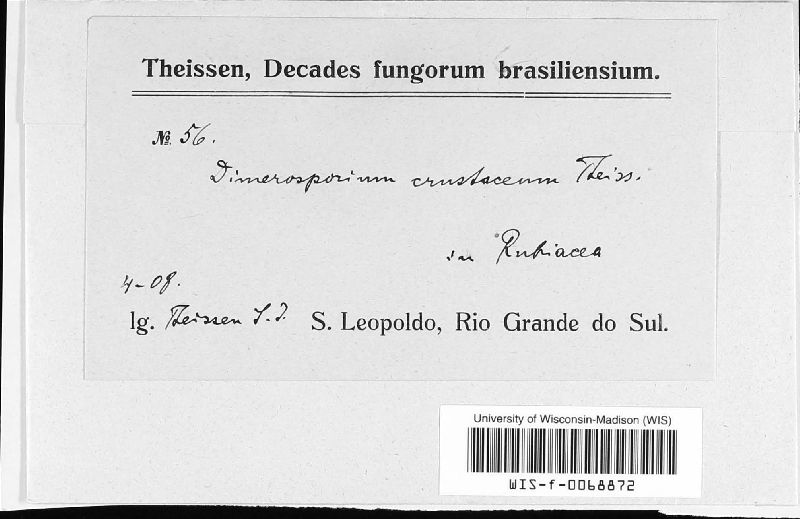 Theissen, Decades fungorum brasiliensium.
№ 56.
Dimerosporium crustaceum Theiss.
in Rubiacea
4-08.
lg. Theissen S. J. S. Leopoldo, Rio Grande do Sul.
University of Wisconsin-Madison (WIS)
WIS-f-0068872